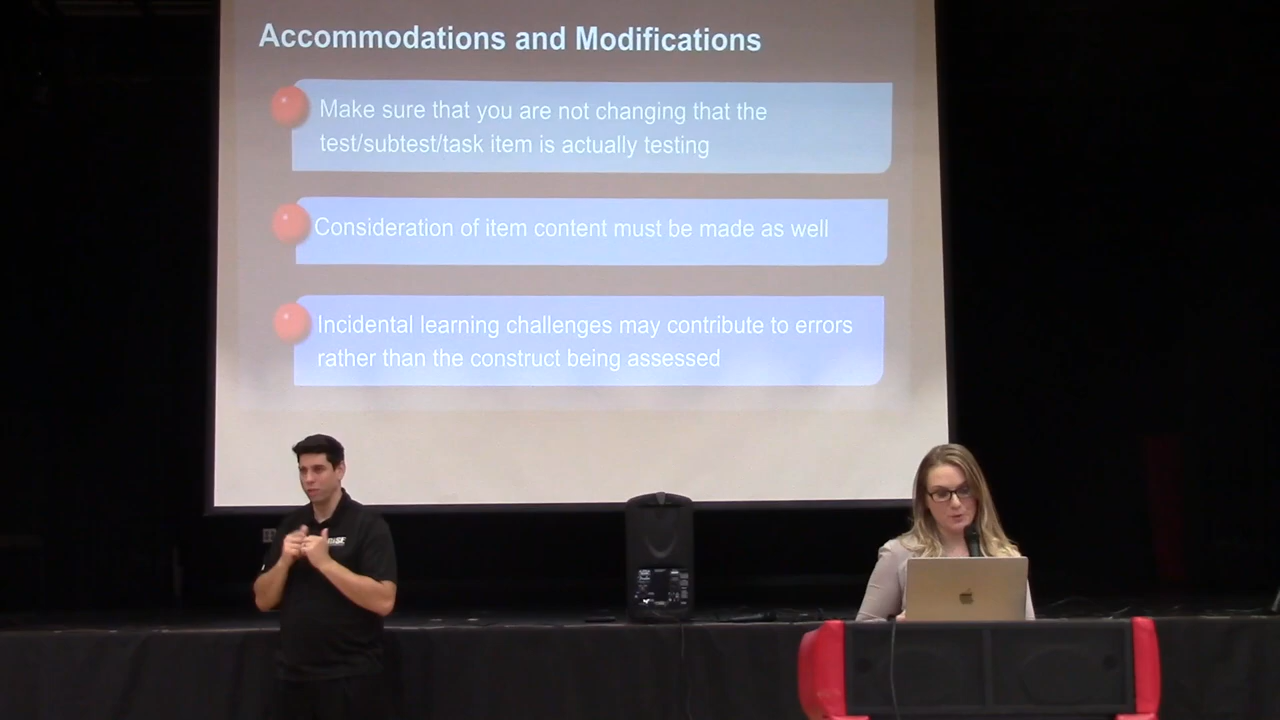 Accommodations and Modifications
Make sure that you are not changing that the
test/subtest/task item is actually testing
Consideration of item content must be made as well
Incidental learning challenges may contribute to errors
rather than the construct being assessed